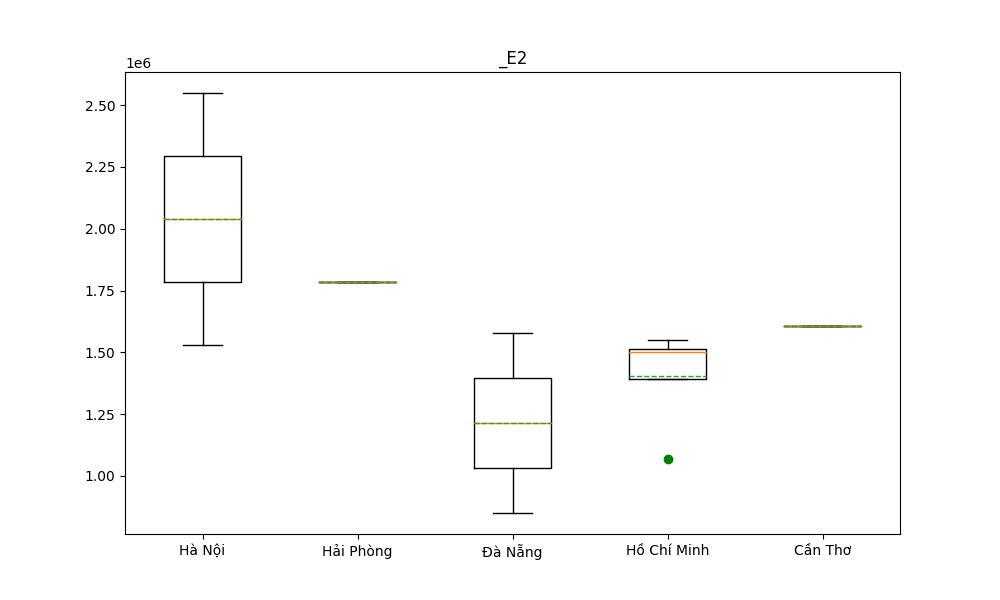 _E2
1e6
2.50
2.25
2.00
1.75
1.50
1.25
1.00
Hà Nội
Hải Phòng
Đà Nẵng
Hồ Chí Minh
Cần Thơ